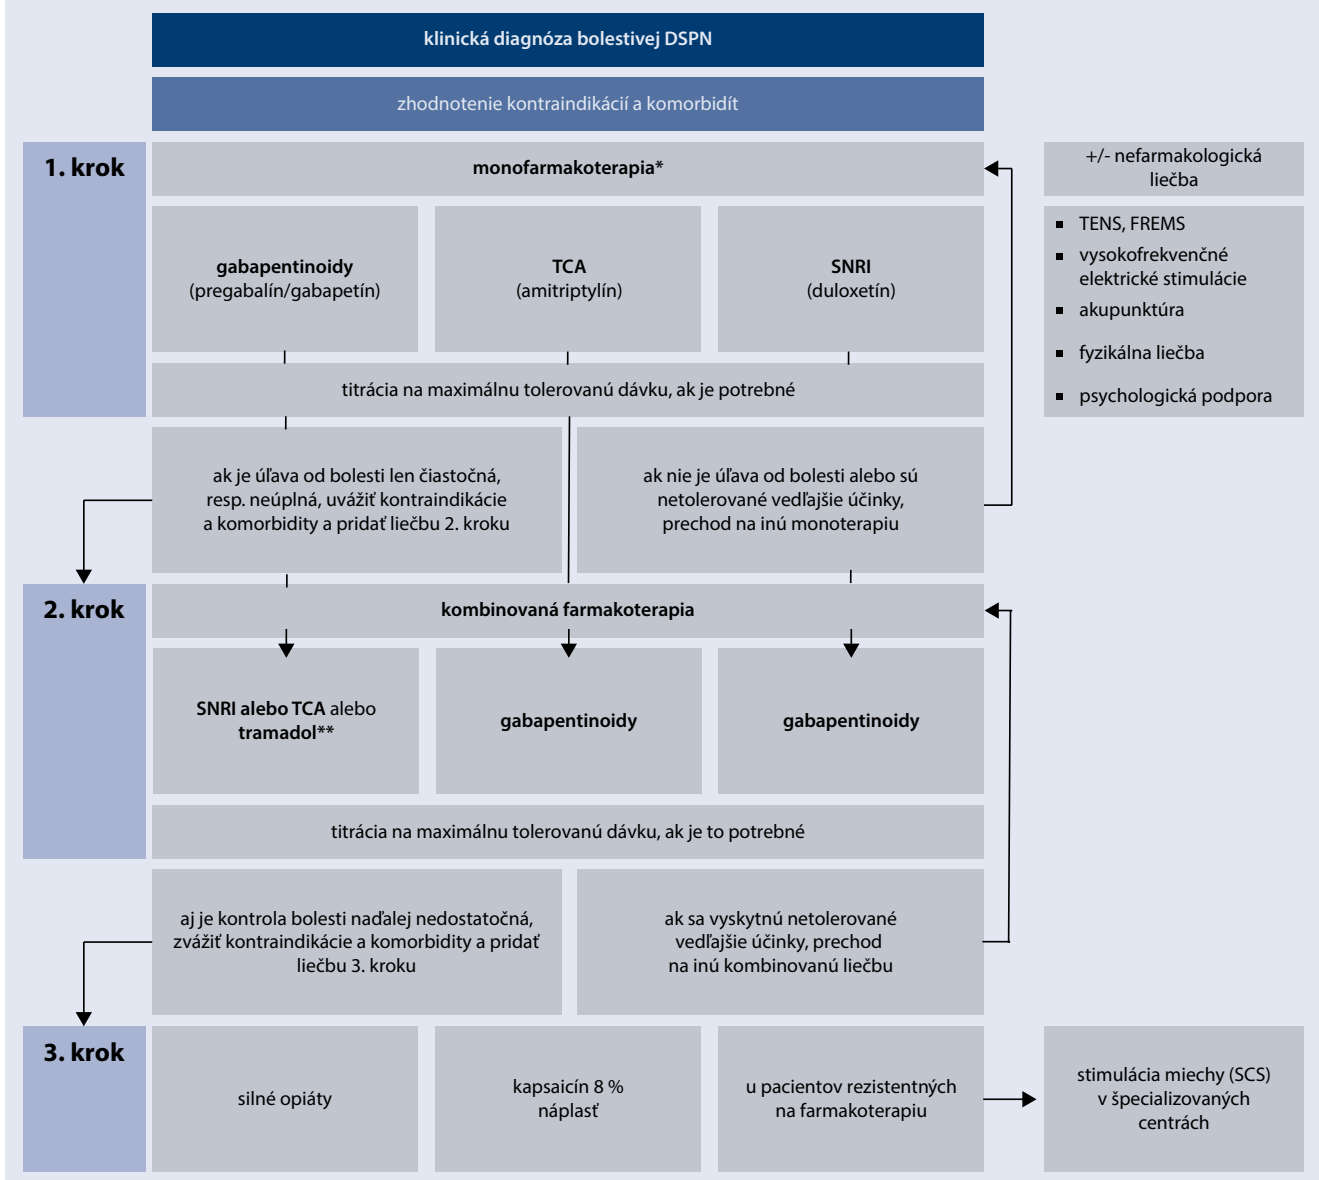 klinická diagnóza bolestivej DSPN
zhodnotenie kontraindikácií a komorbidít
1. krok
monofarmakoterapia*
+/- nefarmakologická
liečba
gabapentinoidy
(pregabalín/gabapetín)
TCA
(amitriptylín)
SNRI
(duloxetín)
■ TENS, FREMS
■ vysokofrekvenčné
elektrické stimulácie
■ akupunktúra
■ fyzikálna liečba
■ psychologická podpora
titrácia na maximálnu tolerovanú dávku, ak je potrebné
ak je úľava od bolesti len čiastočná,
resp. neúplná, uvážiť kontraindikácie
a komorbidity a pridať liečbu 2. kroku
ak nie je úľava od bolesti alebo sú
netolerované vedľajšie účinky,
prechod na inú monoterapiu
2. krok
kombinovaná farmakoterapia
SNRI alebo TCA alebo
tramadol**
gabapentinoidy
gabapentinoidy
titrácia na maximálnu tolerovanú dávku, ak je to potrebné
aj je kontrola bolesti naďalej nedostatočná,
zvážiť kontraindikácie a komorbidity a pridať
liečbu 3. kroku
ak sa vyskytnú netolerované
vedľajšie účinky, prechod
na inú kombinovanú liečbu
3. krok
silné opiáty
kapsaicín 8 %
náplasť
u pacientov rezistentných
na farmakoterapiu
stimulácia miechy (SCS)
v špecializovaných
centrách